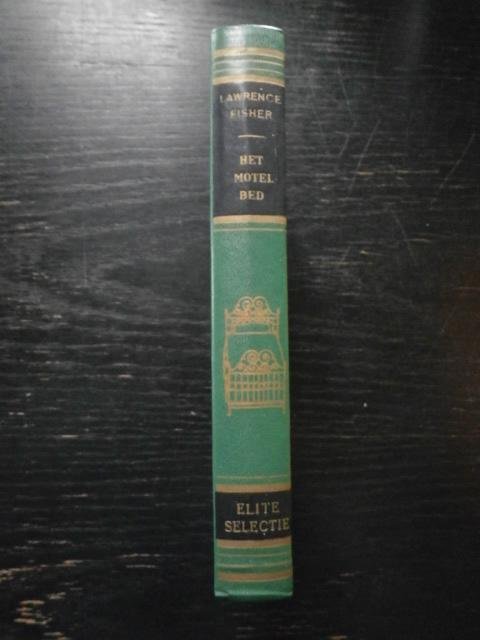 LAWRENCE
FISHER
HET
MOTEL
BED
ELITE
SELECTIE